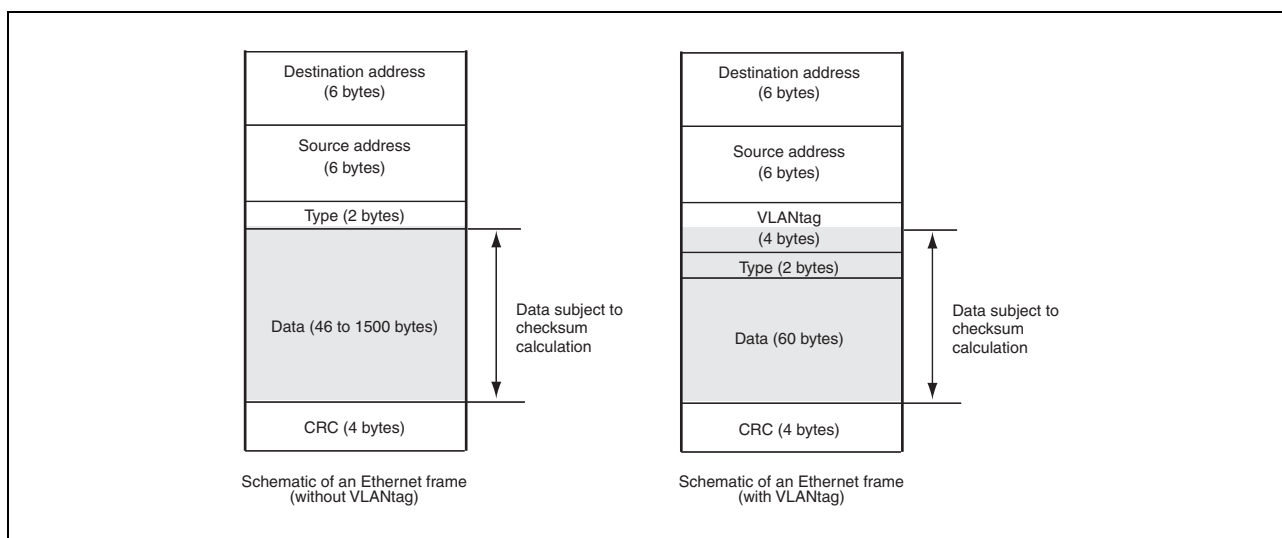 Destination address
(6 bytes)
Source address
(6 bytes)
Type (2 bytes)
Data (46 to 1500 bytes)
Data subject to
checksum
calculation
CRC (4 bytes)
Schematic of an Ethernet frame
(without VLANtag)
Destination address
(6 bytes)
Source address
(6 bytes)
VLANtag
(4 bytes)
Type (2 bytes)
Data (60 bytes)
Data subject to
checksum
calculation
CRC (4 bytes)
Schematic of an Ethernet frame
(with VLANtag)